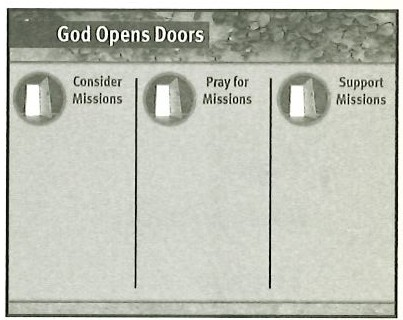 God Opens Doors
Consider
Missions
Pray for
Missions
Support
Missions